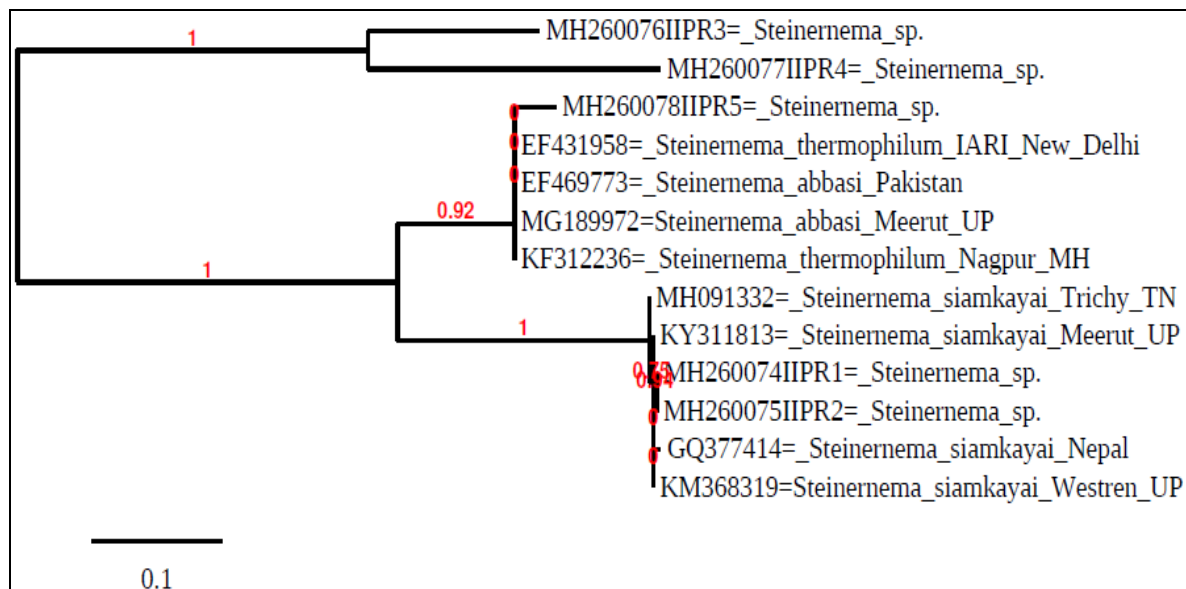 1
MH260076IIPR3=_Steinernema_sp.
MH260077IIPR4=_Steinernema_sp.
0
MH260078IIPR5=_Steinernema_sp.
0
EF431958=_Steinernema_thermophilum_IARI_New_Delhi
0
EF469773=_Steinernema_abbasi_Pakistan
0.92
MG189972=Steinernema_abbasi_Meerut_UP
KF312236=_Steinernema_thermophilum_Nagpur_MH
1
MH091332=_Steinernema_siamkayai_Trichy_TN
1
KY311813=_Steinernema_siamkayai_Meerut_UP
MH260074IIPR1=_Steinernema_sp.
MH260075IIPR2=_Steinernema_sp.
0
GQ377414=_Steinernema_siamkayai_Nepal
0
KM368319=Steinernema_siamkayai_Westren_UP
0.1